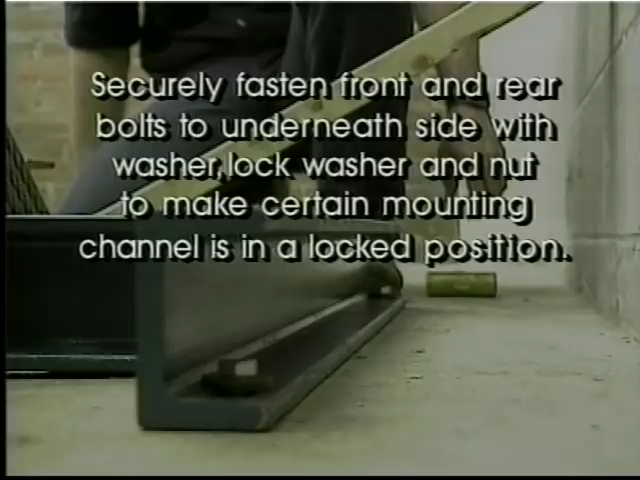 Securely fasten front and rear
bolts to underneath side with
washer,lock washer and nut
to make certain mounting
channel is in a locked position.